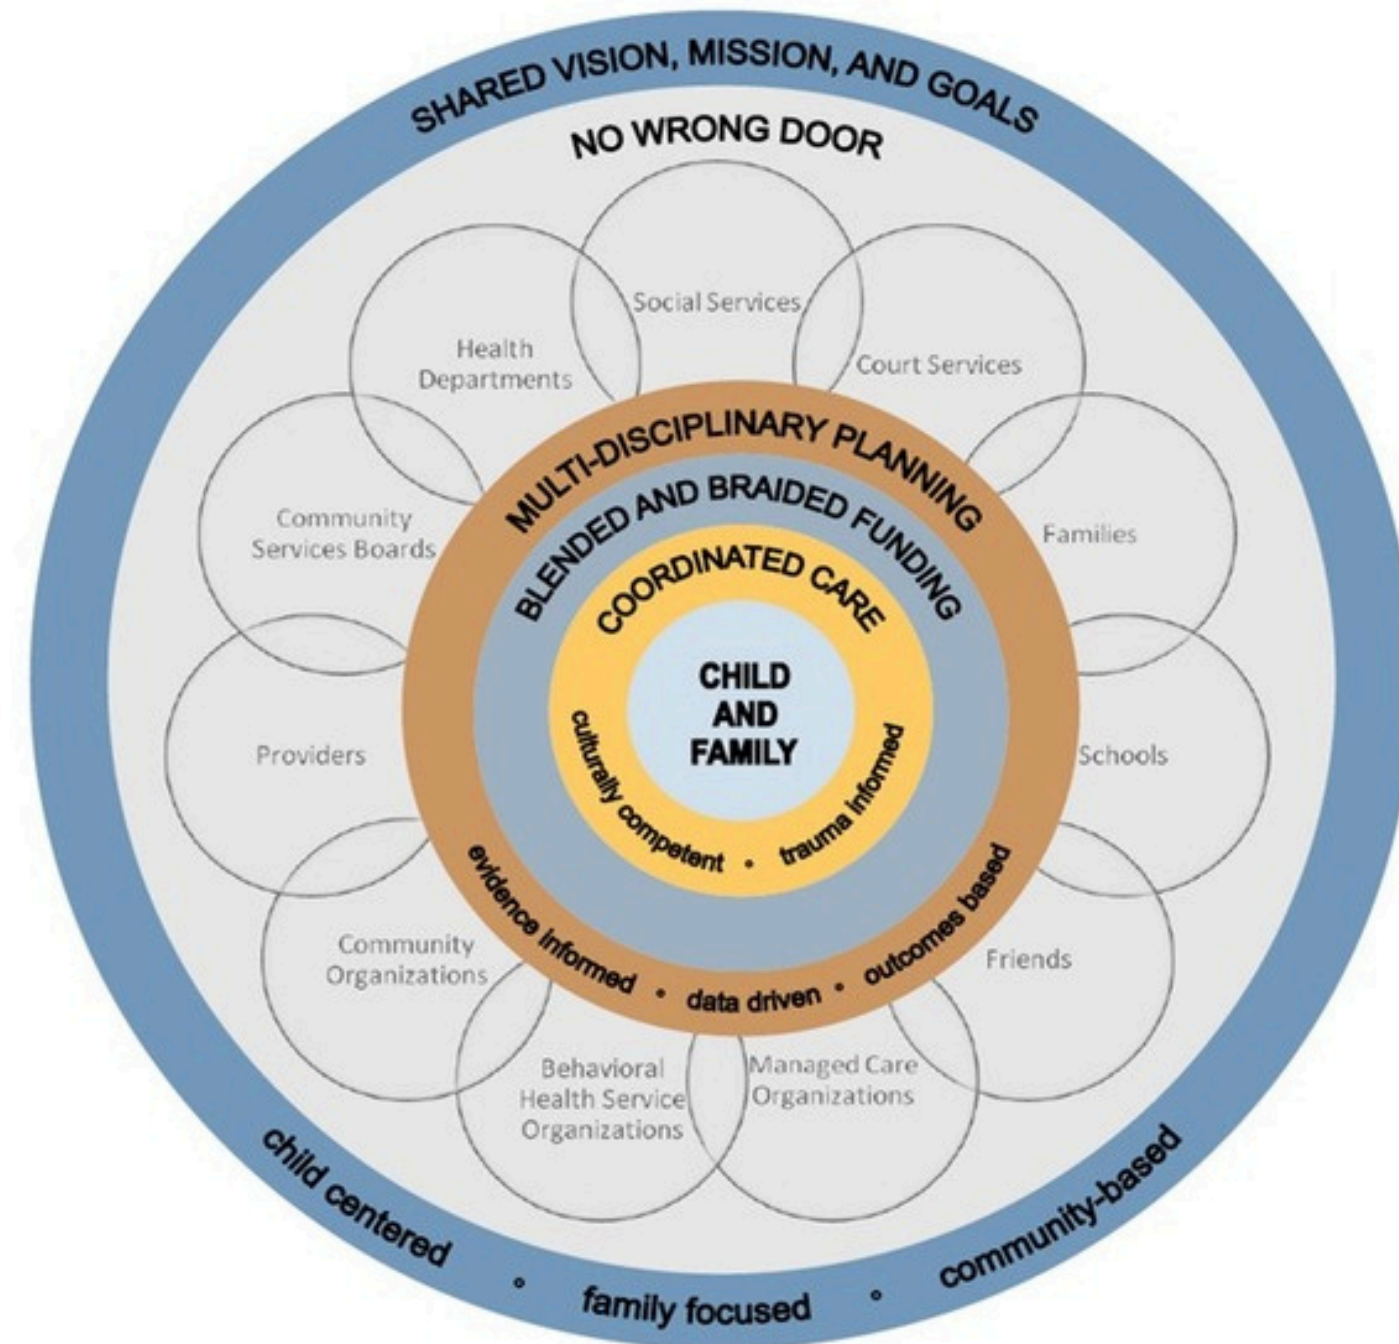 SHARED VISION, MISSION, AND GOALS
NO WRONG DOOR
Social Services
Court Services
Families
Schools
Friends
Managed Care
Organizations
Behavioral
Health Service
Organizations
Community
Organizations
Providers
Community
Services Boards
Health
Departments
MULTI-DISCIPLINARY PLANNING
BLENDED AND BRAIDED FUNDING
COORDINATED CARE
CHILD
AND
FAMILY
culturally competent • trauma informed
evidence informed • data driven • outcomes based
child centered • family focused • community-based